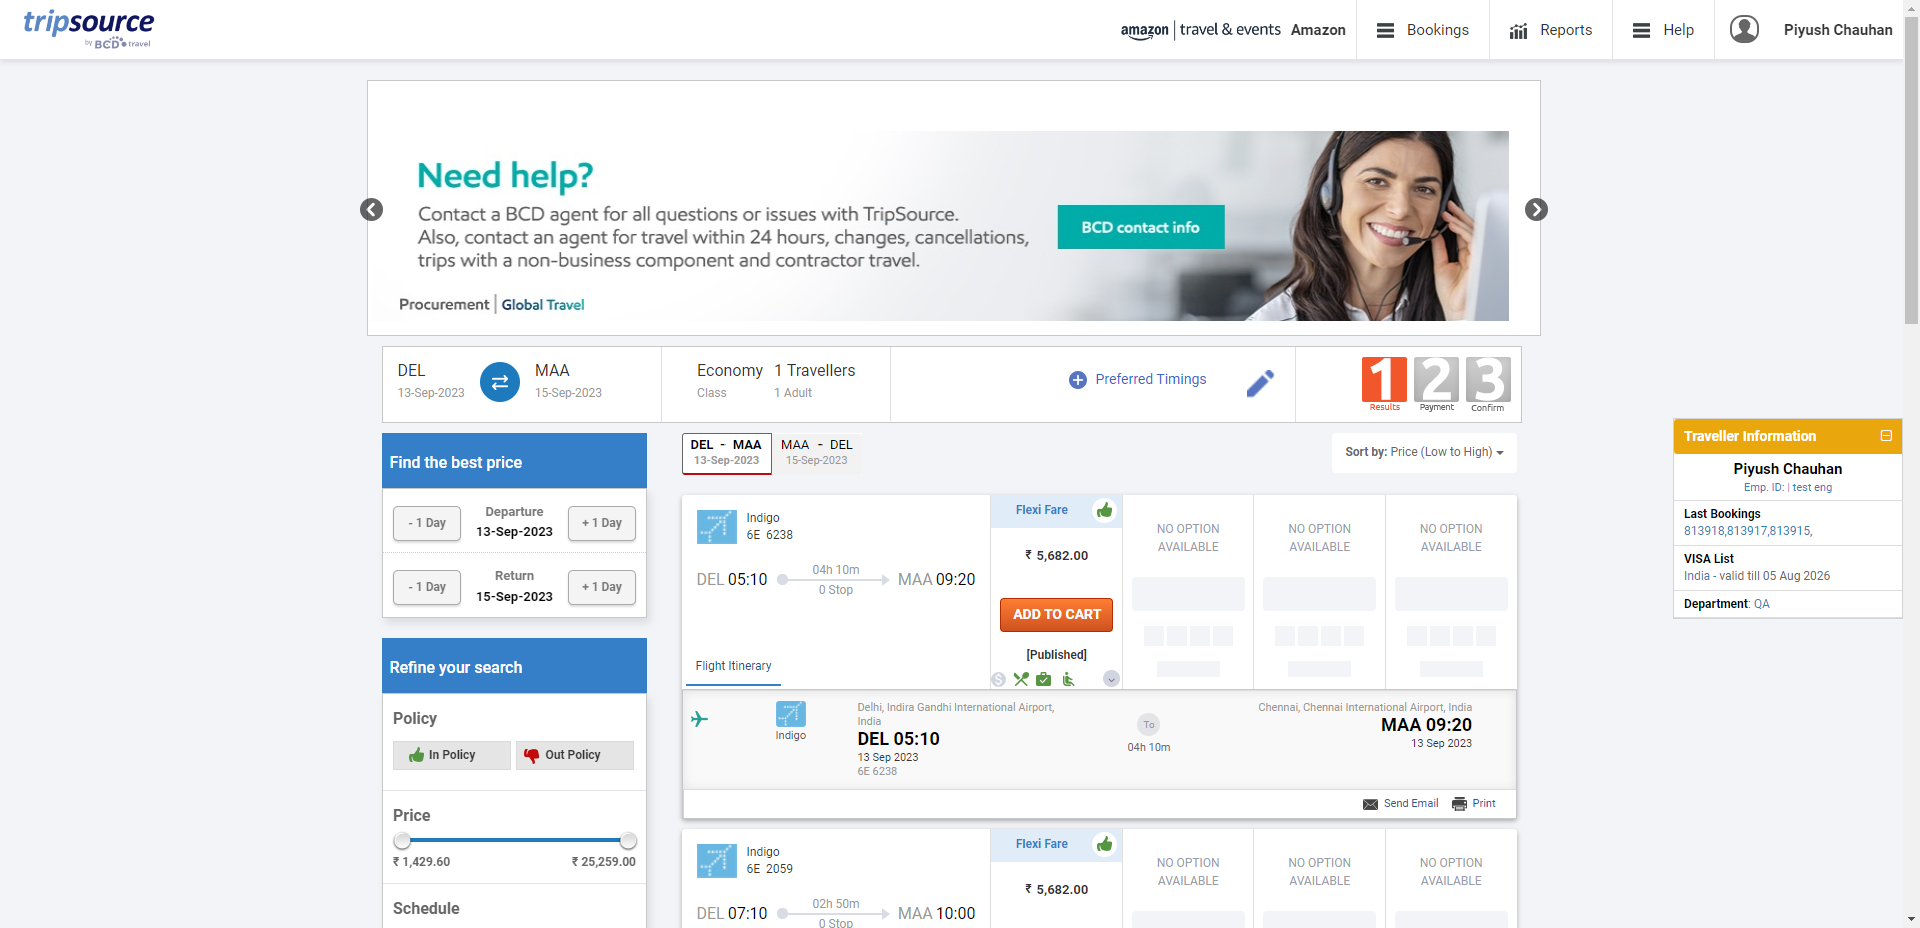 tripsource
by BCD travel
amazon | travel & events Amazon
Bookings
Reports
Help
Piyush Chauhan
Need help?
Contact a BCD agent for all questions or issues with TripSource.
Also, contact an agent for travel within 24 hours, changes, cancellations,
trips with a non-business component and contractor travel.
BCD contact info
Procurement | Global Travel
DEL
13-Sep-2023
MAA
15-Sep-2023
Economy
Class
1 Travellers
1 Adult
Preferred Timings
1 2 3
Results Payment Confirm
Find the best price
- 1 Day
Departure
13-Sep-2023
+ 1 Day
- 1 Day
Return
15-Sep-2023
+ 1 Day
Refine your search
Policy
In Policy
Out Policy
Price
₹ 1,429.60
₹ 25,259.00
Schedule
DEL - MAA
13-Sep-2023
MAA - DEL
15-Sep-2023
Sort by: Price (Low to High)
Indigo
6E 6238
DEL 05:10
04h 10m
0 Stop
MAA 09:20
Flight Itinerary
Flexi Fare
₹ 5,682.00
ADD TO CART
[Published]
NO OPTION
AVAILABLE
NO OPTION
AVAILABLE
NO OPTION
AVAILABLE
Indigo
Delhi, Indira Gandhi International Airport,
India
DEL 05:10
13 Sep 2023
6E 6238
To
04h 10m
Chennai, Chennai International Airport, India
MAA 09:20
13 Sep 2023
Send Email
Print
Indigo
6E 2059
DEL 07:10
02h 50m
0 Stop
MAA 10:00
Flexi Fare
₹ 5,682.00
NO OPTION
AVAILABLE
NO OPTION
AVAILABLE
NO OPTION
AVAILABLE
Traveller Information
Piyush Chauhan
Emp. ID: | test eng
Last Bookings
813918,813917,813915,
VISA List
India - valid till 05 Aug 2026
Department: QA